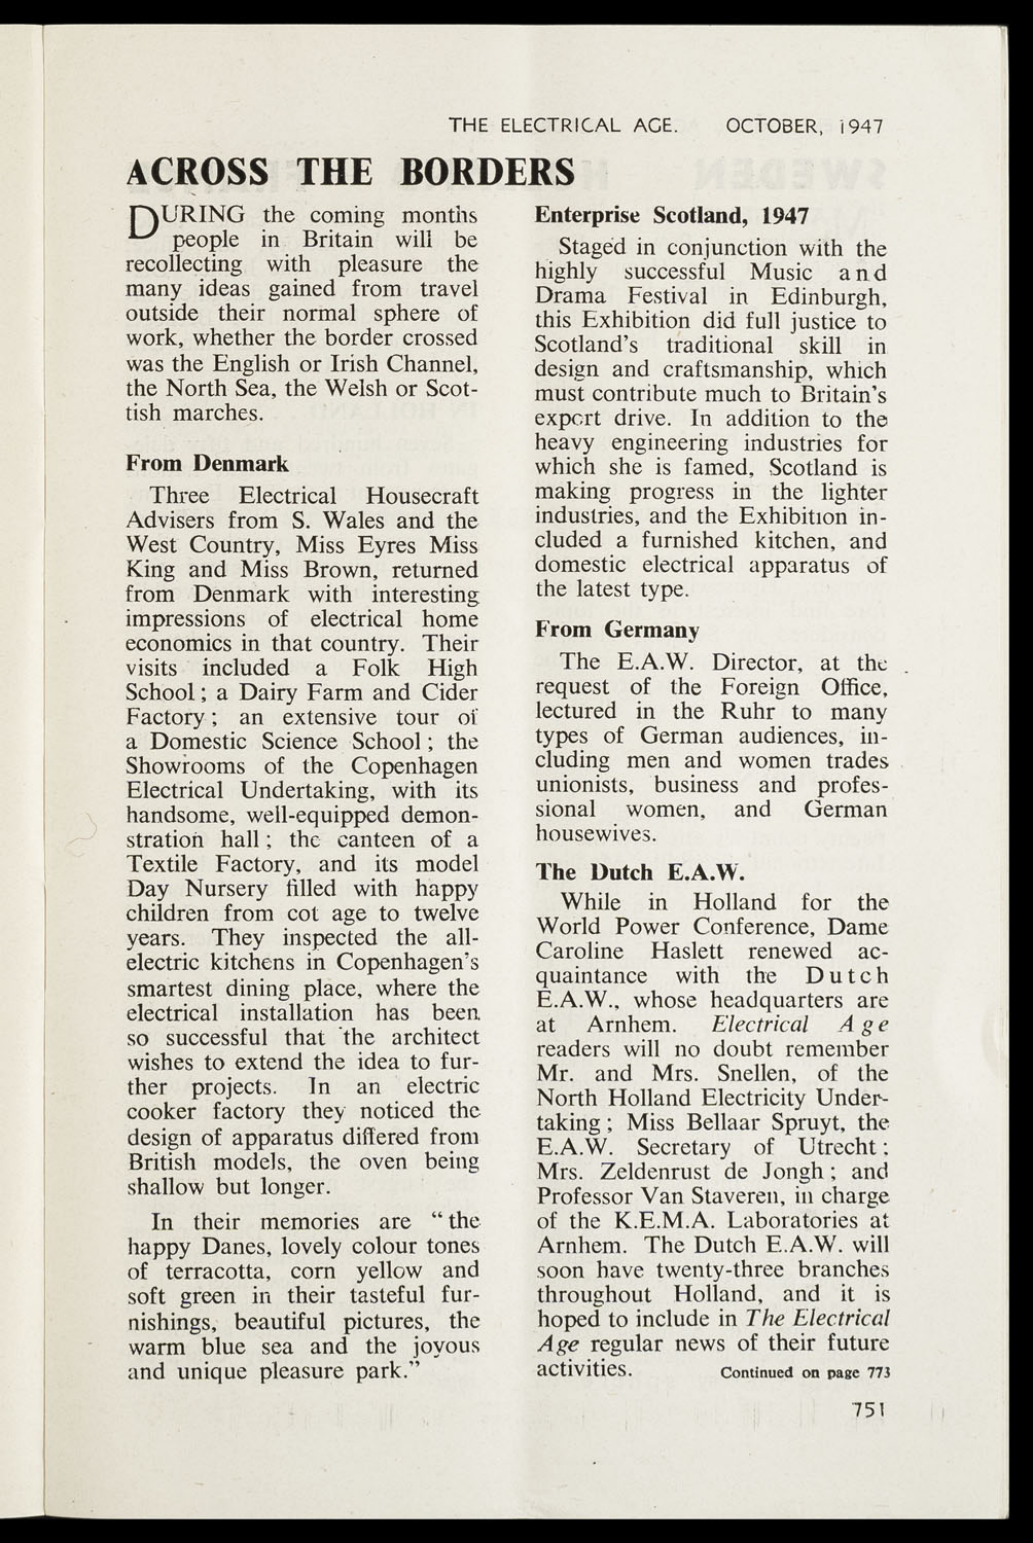 THE ELECTRICAL AGE. OCTOBER, 1947
ACROSS THE BORDERS
DURING the coming months
people in Britain will be
recollecting with pleasure the
many ideas gained from travel
outside their normal sphere of
work, whether the border crossed
was the English or Irish Channel,
the North Sea, the Welsh or Scot-
tish marches.
From Denmark
Three Electrical Housecraft
Advisers from S. Wales and the
West Country, Miss Eyres Miss
King and Miss Brown, returned
from Denmark with interesting
impressions of electrical home
economics in that country. Their
visits included a Folk High
School; a Dairy Farm and Cider
Factory; an extensive tour of
a Domestic Science School; the
Showrooms of the Copenhagen
Electrical Undertaking, with its
handsome, well-equipped demon-
stration hall; the canteen of a
Textile Factory, and its model
Day Nursery filled with happy
children from cot age to twelve
years. They inspected the all-
electric kitchens in Copenhagen's
smartest dining place, where the
electrical installation has been
so successful that the architect
wishes to extend the idea to fur-
ther projects. In an electric
cooker factory they noticed the
design of apparatus differed from
British models, the oven being
shallow but longer.
In their memories are "the
happy Danes, lovely colour tones
of terracotta, corn yellow and
soft green in their tasteful fur-
nishings, beautiful pictures, the
warm blue sea and the joyous
and unique pleasure park."
Enterprise Scotland, 1947
Staged in conjunction with the
highly successful Music and
Drama Festival in Edinburgh,
this Exhibition did full justice to
Scotland's traditional skill in
design and craftsmanship, which
must contribute much to Britain's
export drive. In addition to the
heavy engineering industries for
which she is famed, Scotland is
making progress in the lighter
industries, and the Exhibition in-
cluded a furnished kitchen, and
domestic electrical apparatus of
the latest type.
From Germany
The E.A.W. Director, at the
request of the Foreign Office,
lectured in the Ruhr to many
types of German audiences, in-
cluding men and women trades
unionists, business and profes-
sional women, and German
housewives.
The Dutch E.A.W.
While in Holland for the
World Power Conference, Dame
Caroline Haslett renewed ac-
quaintance with the Dutch
E.A.W., whose headquarters are
at Arnhem. Electrical Age
readers will no doubt remember
Mr. and Mrs. Snellen, of the
North Holland Electricity Under-
taking; Miss Bellaar Spruyt, the
E.A.W. Secretary of Utrecht;
Mrs. Zeldenrust de Jongh; and
Professor Van Staveren, in charge
of the K.E.M.A. Laboratories at
Arnhem. The Dutch E.A.W. will
soon have twenty-three branches
throughout Holland, and it is
hoped to include in The Electrical
Age regular news of their future
activities. Continued on page 773
751